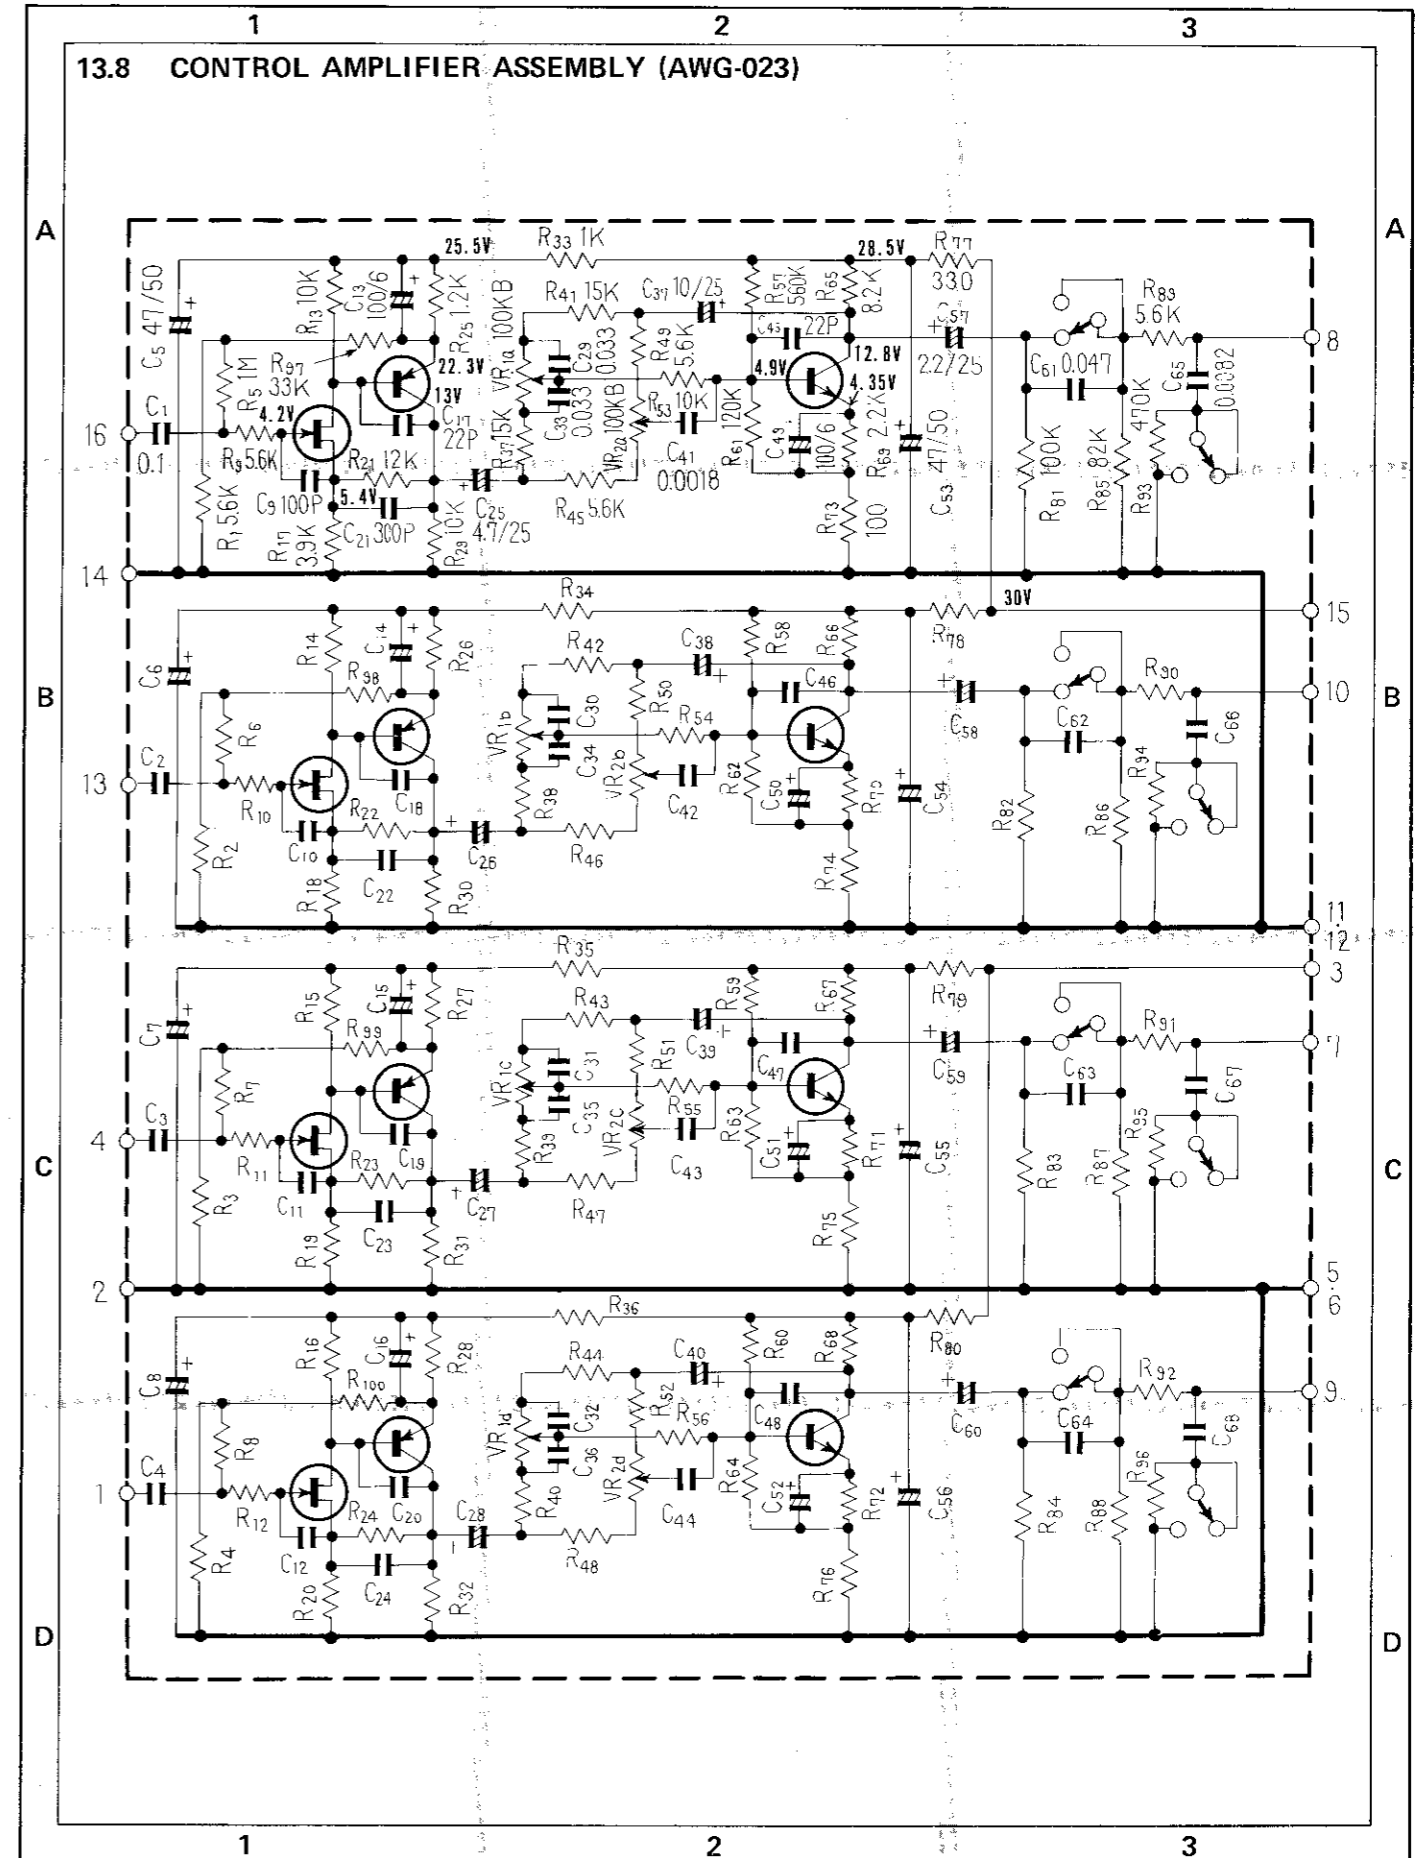 1 2 3
13.8 CONTROL AMPLIFIER ASSEMBLY (AWG-023)
A A
25.5V R33 1K 28.5V R77 330
C5 47/50 R13 10K C13 100/6 R25 1.2K
R41 15K C37 10/25 R57 560K R65 8.2K
R97 33K 22.3V VR1a 100KB C29 0.033 R49 5.6K C45 22P 12.8V C57 2.2/25
C61 0.047 R89 5.6K C65 0.0082 8
R5 1M 4.2V 13V C17 22P R37 15K C33 0.033 VR2a 100KB R53 10K 4.9V 4.35V
16 C1 0.1 R9 5.6K R21 12K C41 0.0018 R61 120K C49 100/6 R69 2.2K C53 47/50
R81 100K R85 82K R93 470K
R1 5.6K C9 100P 5.4V C21 300P C25 4.7/25 R45 5.6K R73 100
R17 3.9K R29 10K
14
R34 30V 15
C6 R14 C14 R26 R42 C38 R58 R66 R78
B B
R98 R50 C46 R90 10
R6 VR1b C30 R54 C58 C62 C66
13 C2 C34 VR2b R62 R94
R10 R22 C18 R38 C42 C50 R70 C54 R82 R86
R2 C10 C22 C26 R46 R74
R18 R30
11
12
R35 3
C7 R15 C15 R27 R43 C39 R59 R67 R79
R99 R51 C47 C59 R91 7
R7 VR1c C31 R55 C63 C67
4 C3 C35 VR2c R63 R95
C C
R11 R23 C19 R39 C43 C51 R71 C55 R83 R87
R3 C11 C23 C27 R47 R75
R19 R31
2 5
6
R36 R80
C8 R16 C16 R28 R44 C40 R60 R68
R100 R52 C48 C60 R92 9
R8 VR1d C32 R56 C64 C68
1 C4 C36 VR2d R64 R96
R12 R24 C20 C28 R40 C44 C52 R72 C56 R84 R88
R4 C12 C24 R48 R76
R20 R32
D D
1 2 3